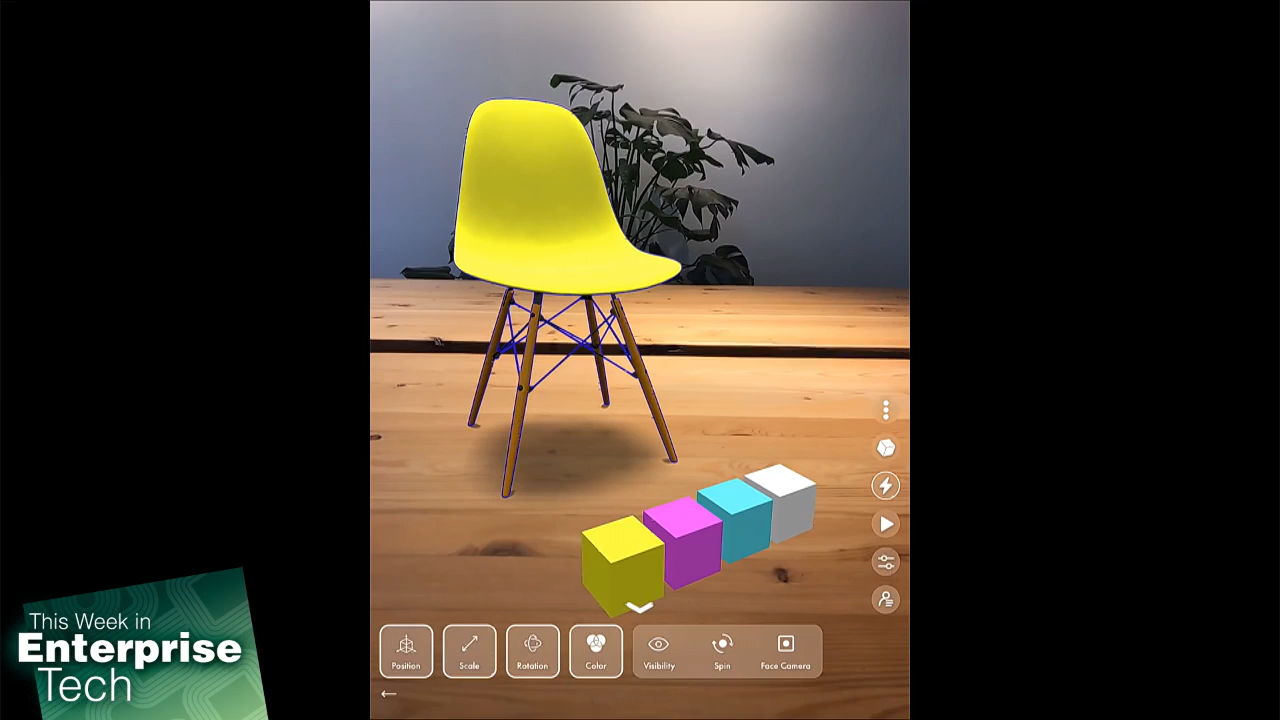 This Week in
Enterprise
Tech
Position
Scale
Rotation
Color
Visibility
Spin
Face Camera